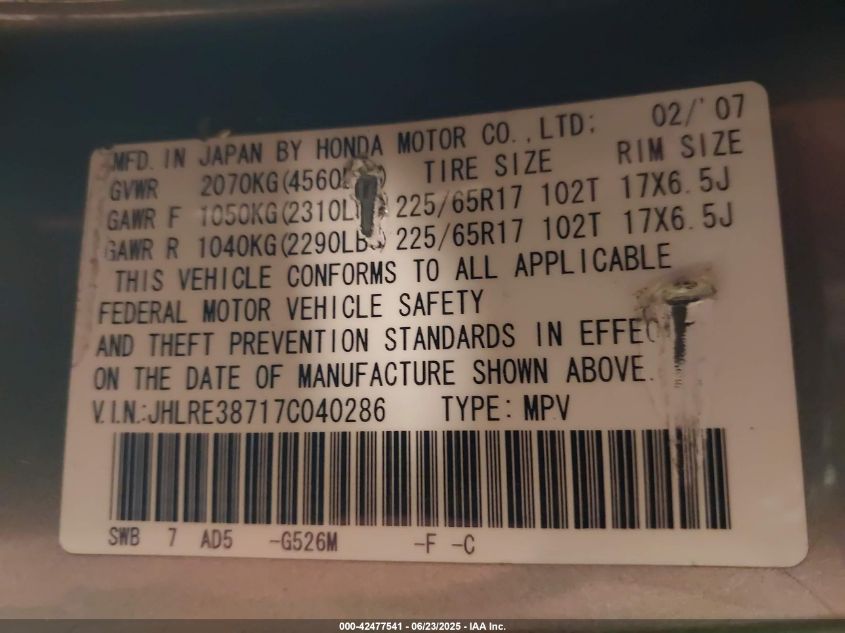 MFD. IN JAPAN BY HONDA MOTOR CO., LTD: 02/'07
GVWR 2070KG(4560 TIRE SIZE RIM SIZE
GAWR F 1050KG(2310L 225/65R17 102T 17X6.5J
GAWR R 1040KG(2290LBS) 225/65R17 102T 17X6.5J
THIS VEHICLE CONFORMS TO ALL APPLICABLE
FEDERAL MOTOR VEHICLE SAFETY
AND THEFT PREVENTION STANDARDS IN EFFECT
ON THE DATE OF MANUFACTURE SHOWN ABOVE.
V.I.N.:JHLRE38717C040286 TYPE: MPV
SWB 7 AD5 -G526M -F -C
000-42477541 - 06/23/2025 - IAA Inc.